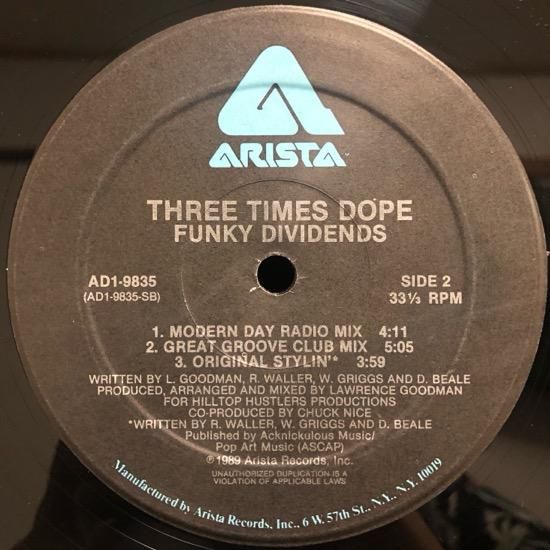 ARISTA™
THREE TIMES DOPE
FUNKY DIVIDENDS
AD1-9835
(AD1-9835-SB)
SIDE 2
33⅓ RPM
1. MODERN DAY RADIO MIX 4:11
2. GREAT GROOVE CLUB MIX 5:05
3. ORIGINAL STYLIN'* 3:59
WRITTEN BY L. GOODMAN, R. WALLER, W. GRIGGS AND D. BEALE
PRODUCED, ARRANGED AND MIXED BY LAWRENCE GOODMAN
FOR HILLTOP HUSTLERS PRODUCTIONS
CO-PRODUCED BY CHUCK NICE
*WRITTEN BY R. WALLER, W. GRIGGS AND D. BEALE
Published by Acknickulous Music/
Pop Art Music (ASCAP)
℗1989 Arista Records, Inc.
UNAUTHORIZED DUPLICATION IS A
VIOLATION OF APPLICABLE LAWS
Manufactured by Arista Records, Inc., 6 W. 57th St., N.Y., N.Y. 10019